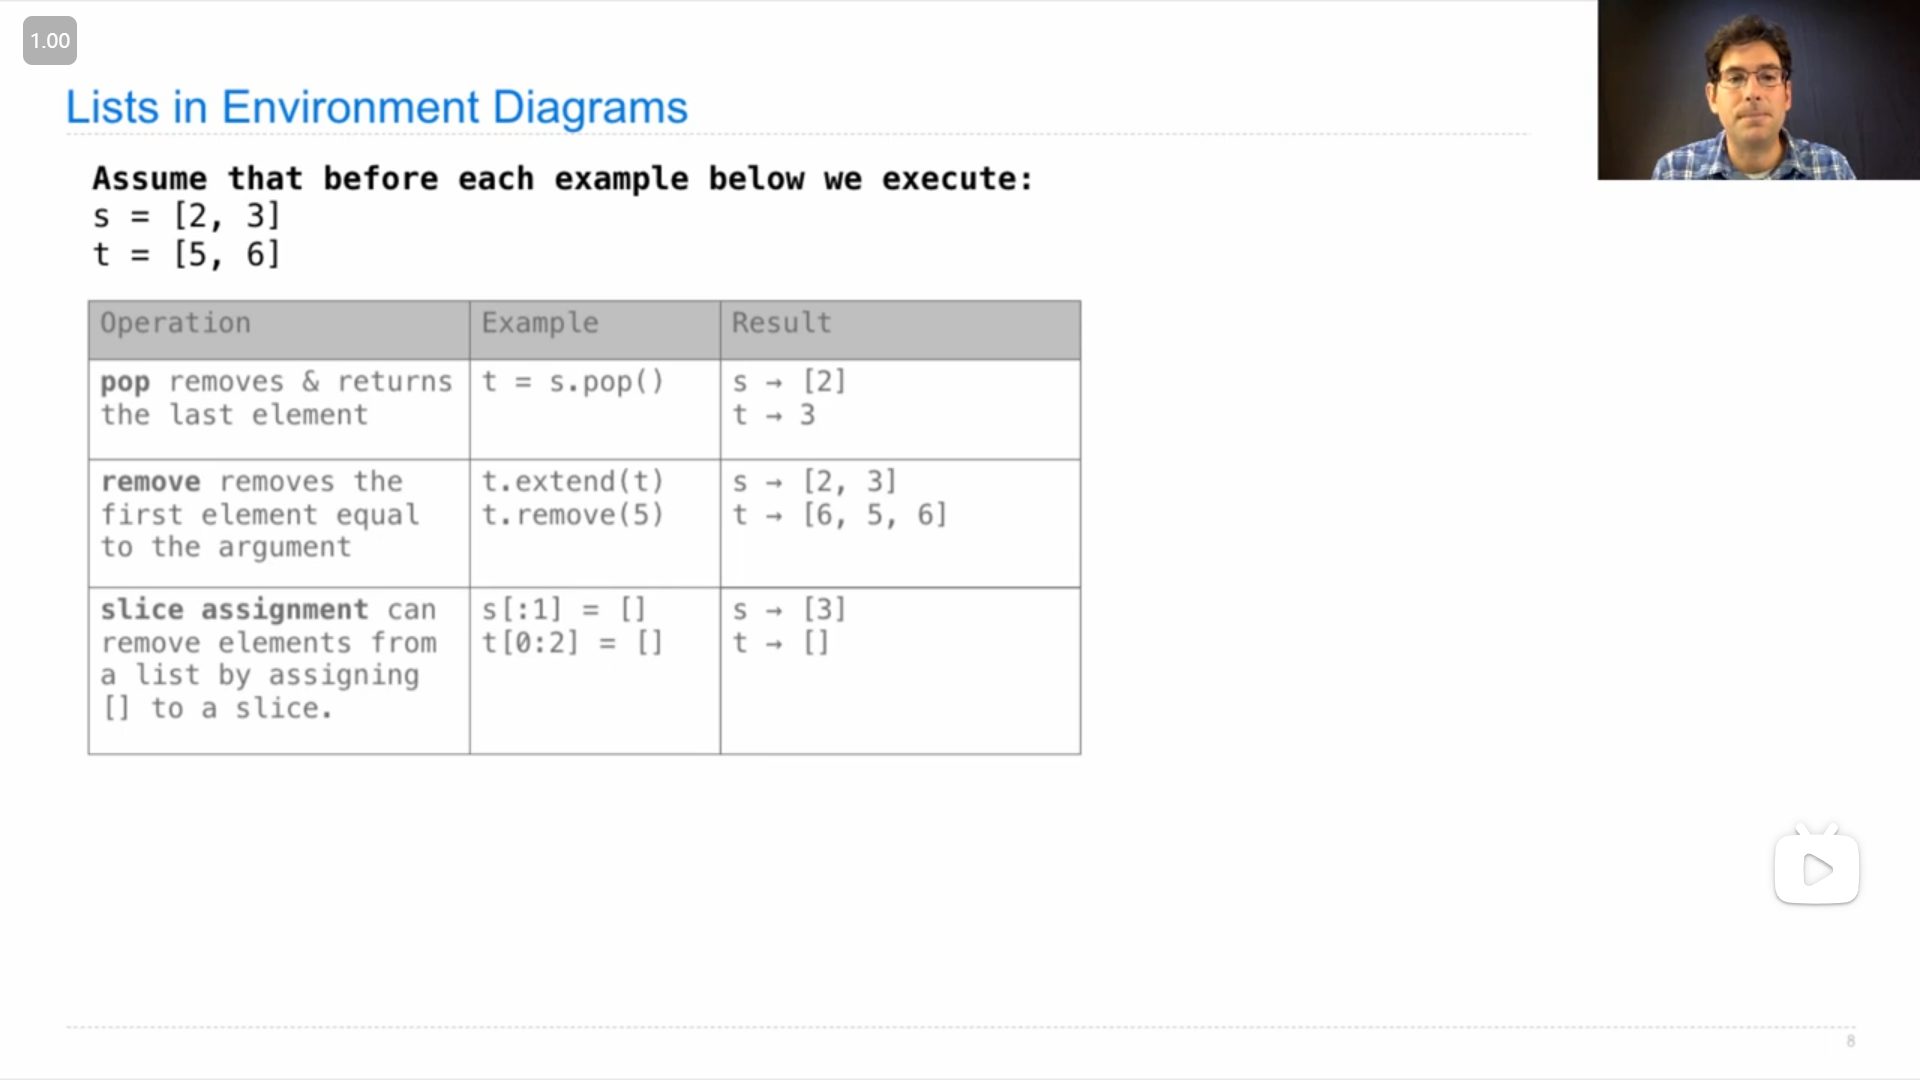 1.00
Lists in Environment Diagrams
Assume that before each example below we execute:
s = [2, 3]
t = [5, 6]
Operation
Example
Result
pop removes & returns
the last element
t = s.pop()
s → [2]
t → 3
remove removes the
first element equal
to the argument
t.extend(t)
t.remove(5)
s → [2, 3]
t → [6, 5, 6]
slice assignment can
remove elements from
a list by assigning
[] to a slice.
s[:1] = []
t[0:2] = []
s → [3]
t → []
8